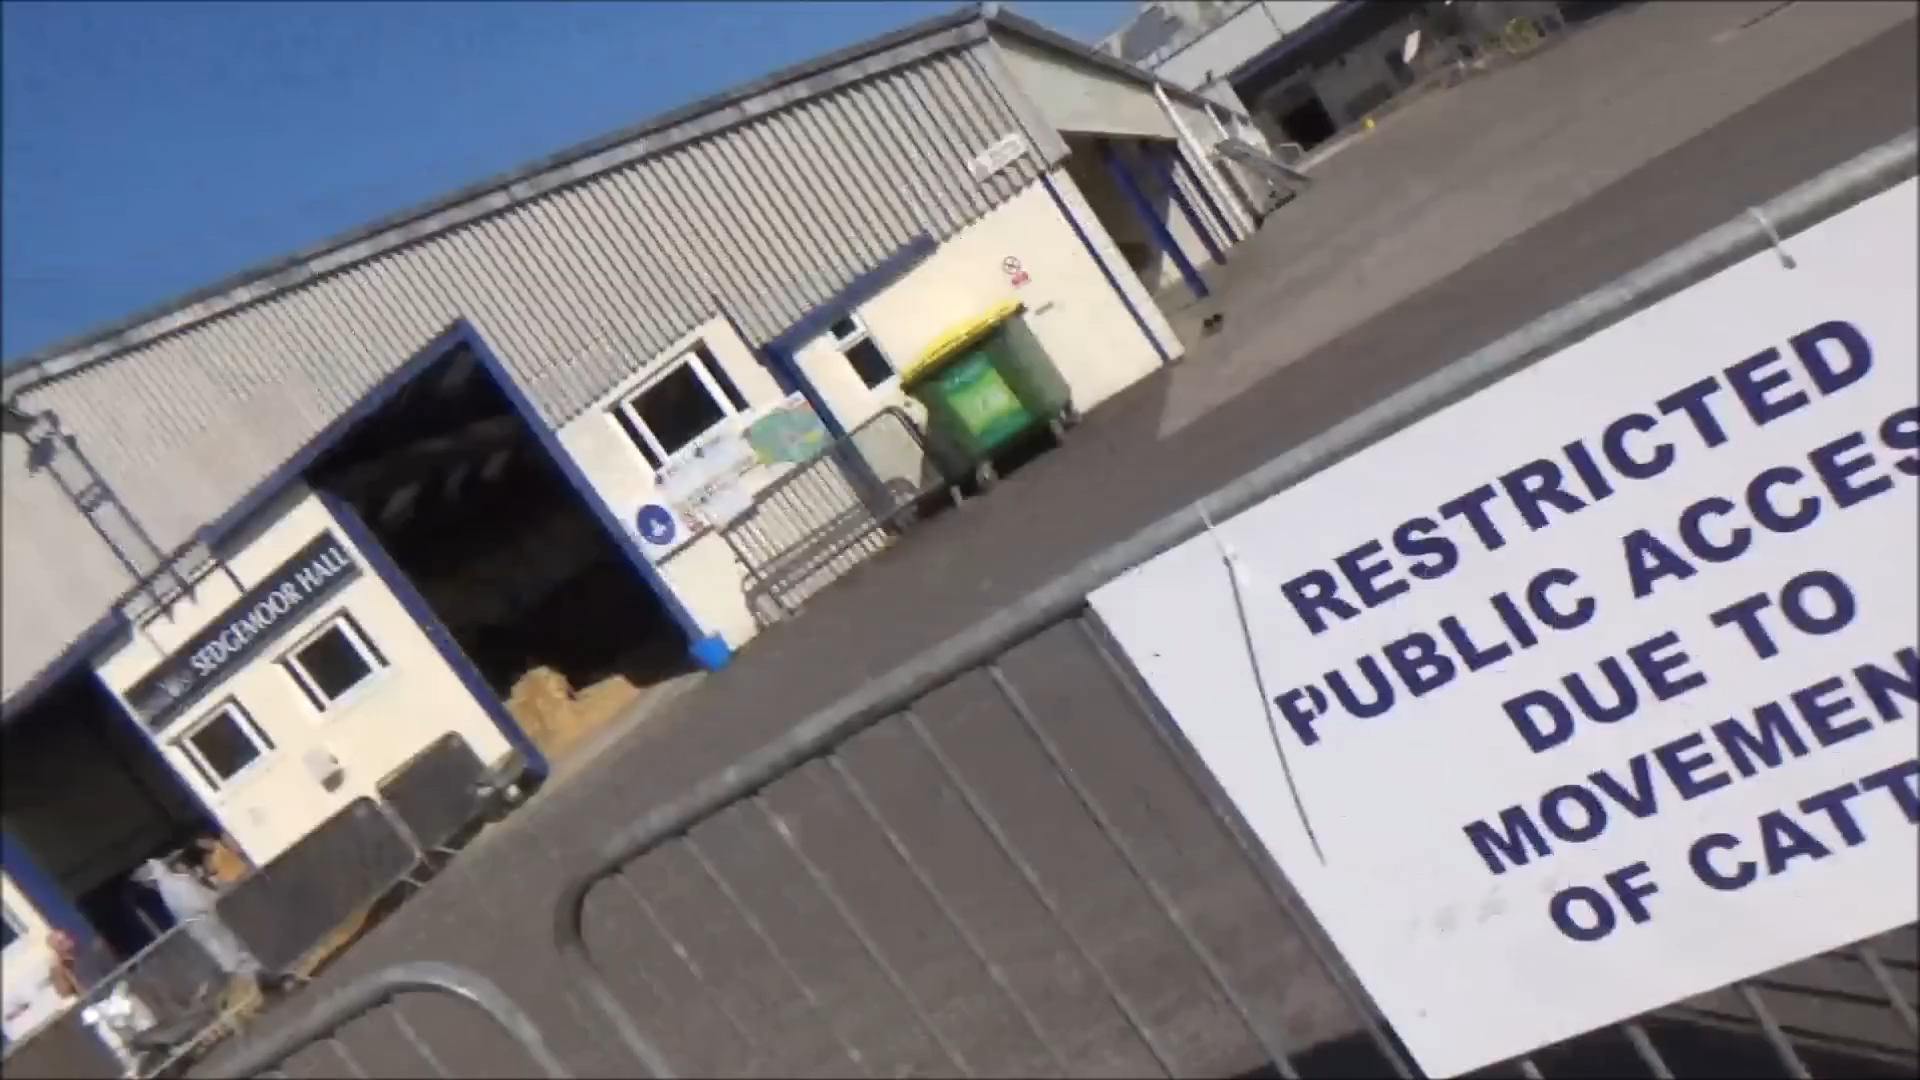 SEDGEMOOR HALL
RESTRICTED
PUBLIC ACCES
DUE TO
MOVEMEN
OF CATT